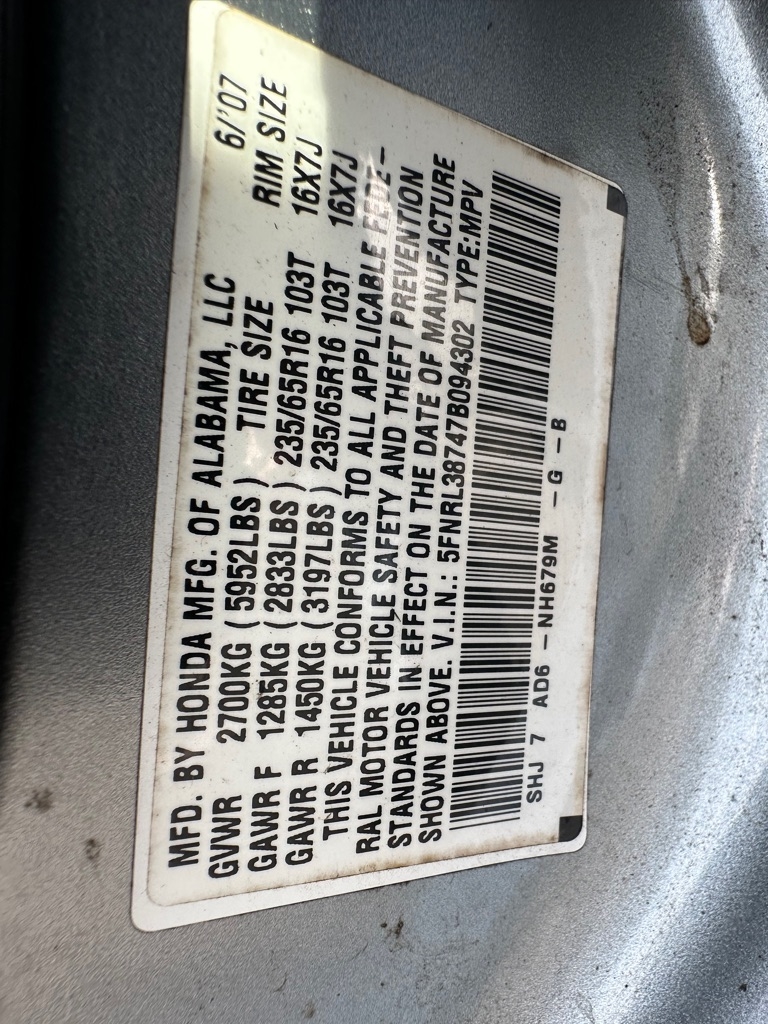 MFD. BY HONDA MFG. OF ALABAMA, LLC 6/'07
GVWR 2700KG (5952LBS) TIRE SIZE RIM SIZE
GAWR F 1285KG (2833LBS) 235/65R16 103T 16X7J
GAWR R 1450KG (3197LBS) 235/65R16 103T 16X7J
THIS VEHICLE CONFORMS TO ALL APPLICABLE FEDE-
RAL MOTOR VEHICLE SAFETY AND THEFT PREVENTION
STANDARDS IN EFFECT ON THE DATE OF MANUFACTURE
SHOWN ABOVE. V.I.N.: 5FNRL38747B094302 TYPE:MPV
SHJ 7 AD6 -NH679M -G -B